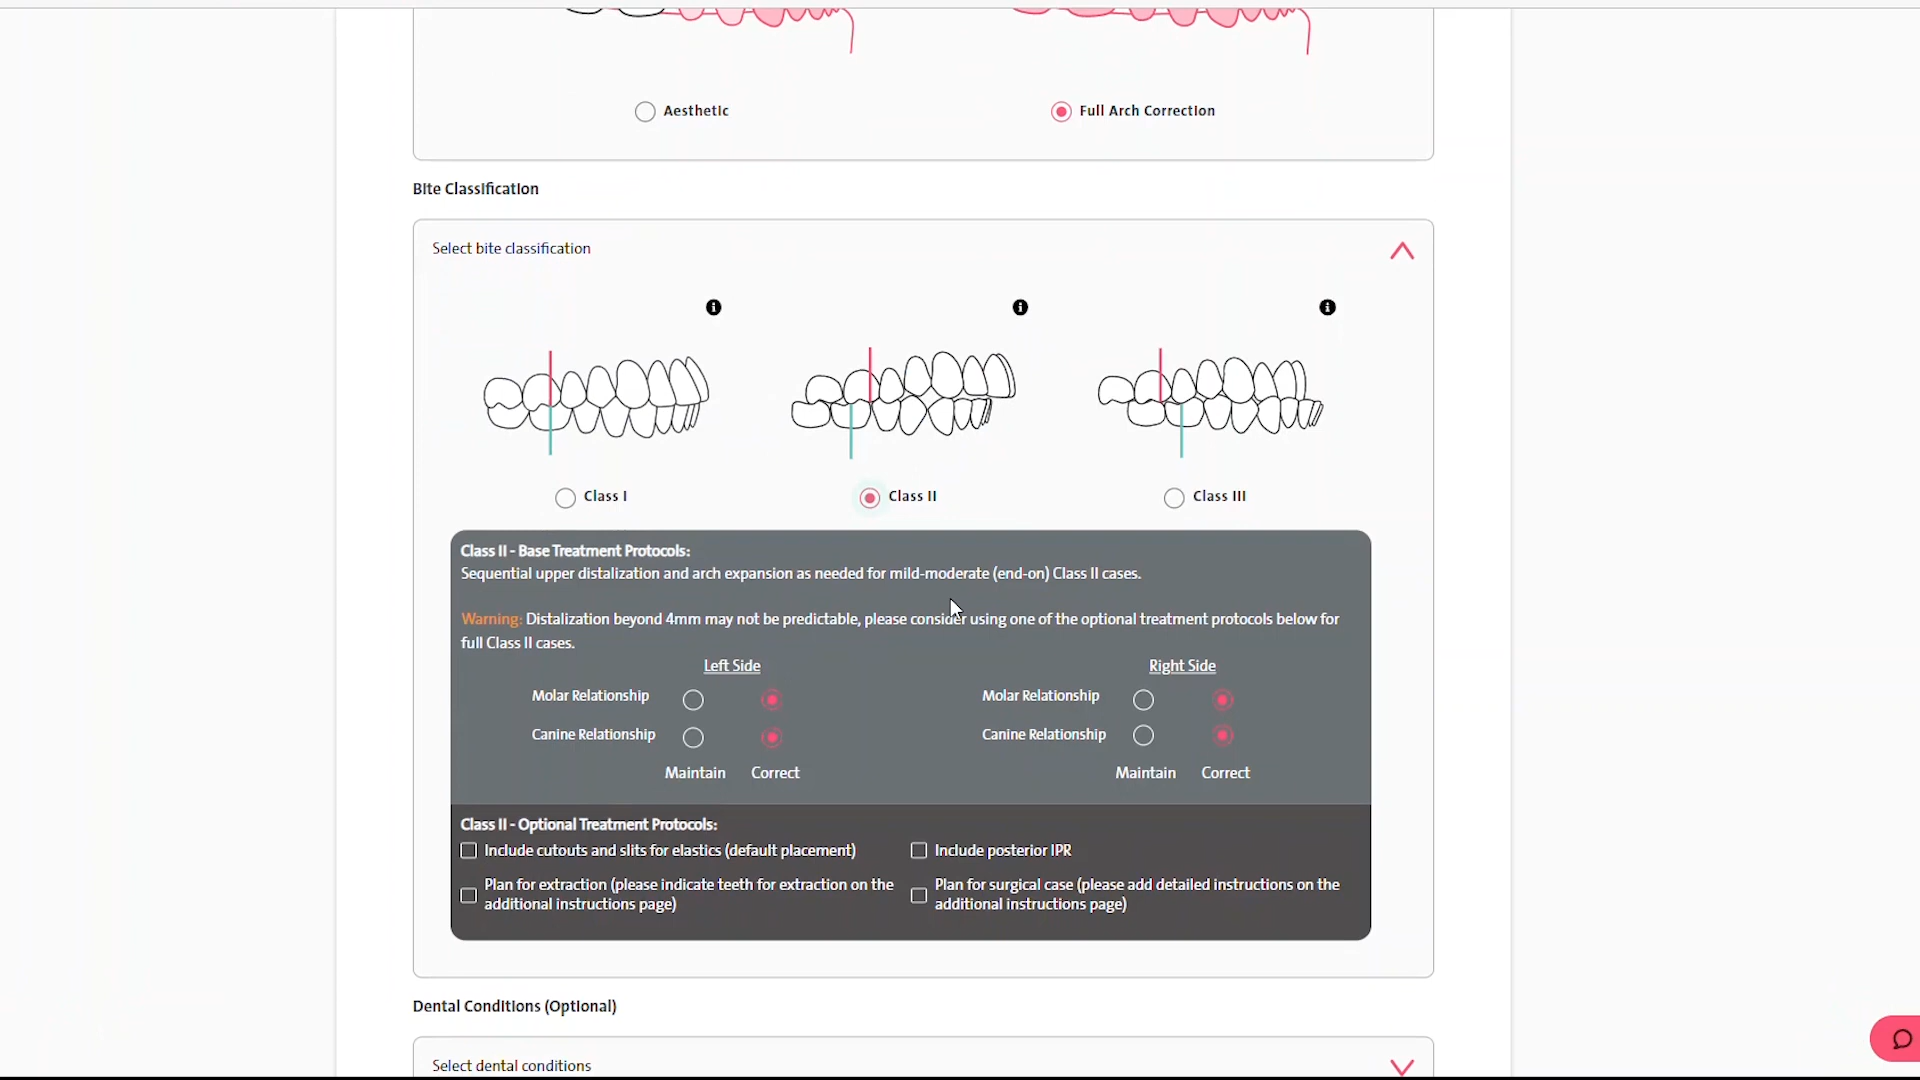 Aesthetic
Full Arch Correction
Bite Classification
Select bite classification
Class I
Class II
Class III
Class II - Base Treatment Protocols:
Sequential upper distalization and arch expansion as needed for mild-moderate (end-on) Class II cases.
Warning: Distalization beyond 4mm may not be predictable, please consider using one of the optional treatment protocols below for
full Class II cases.
Left Side
Right Side
Molar Relationship
Molar Relationship
Canine Relationship
Canine Relationship
Maintain
Correct
Maintain
Correct
Class II - Optional Treatment Protocols:
Include cutouts and slits for elastics (default placement)
Include posterior IPR
Plan for extraction (please indicate teeth for extraction on the
additional instructions page)
Plan for surgical case (please add detailed instructions on the
additional instructions page)
Dental Conditions (Optional)
Select dental conditions